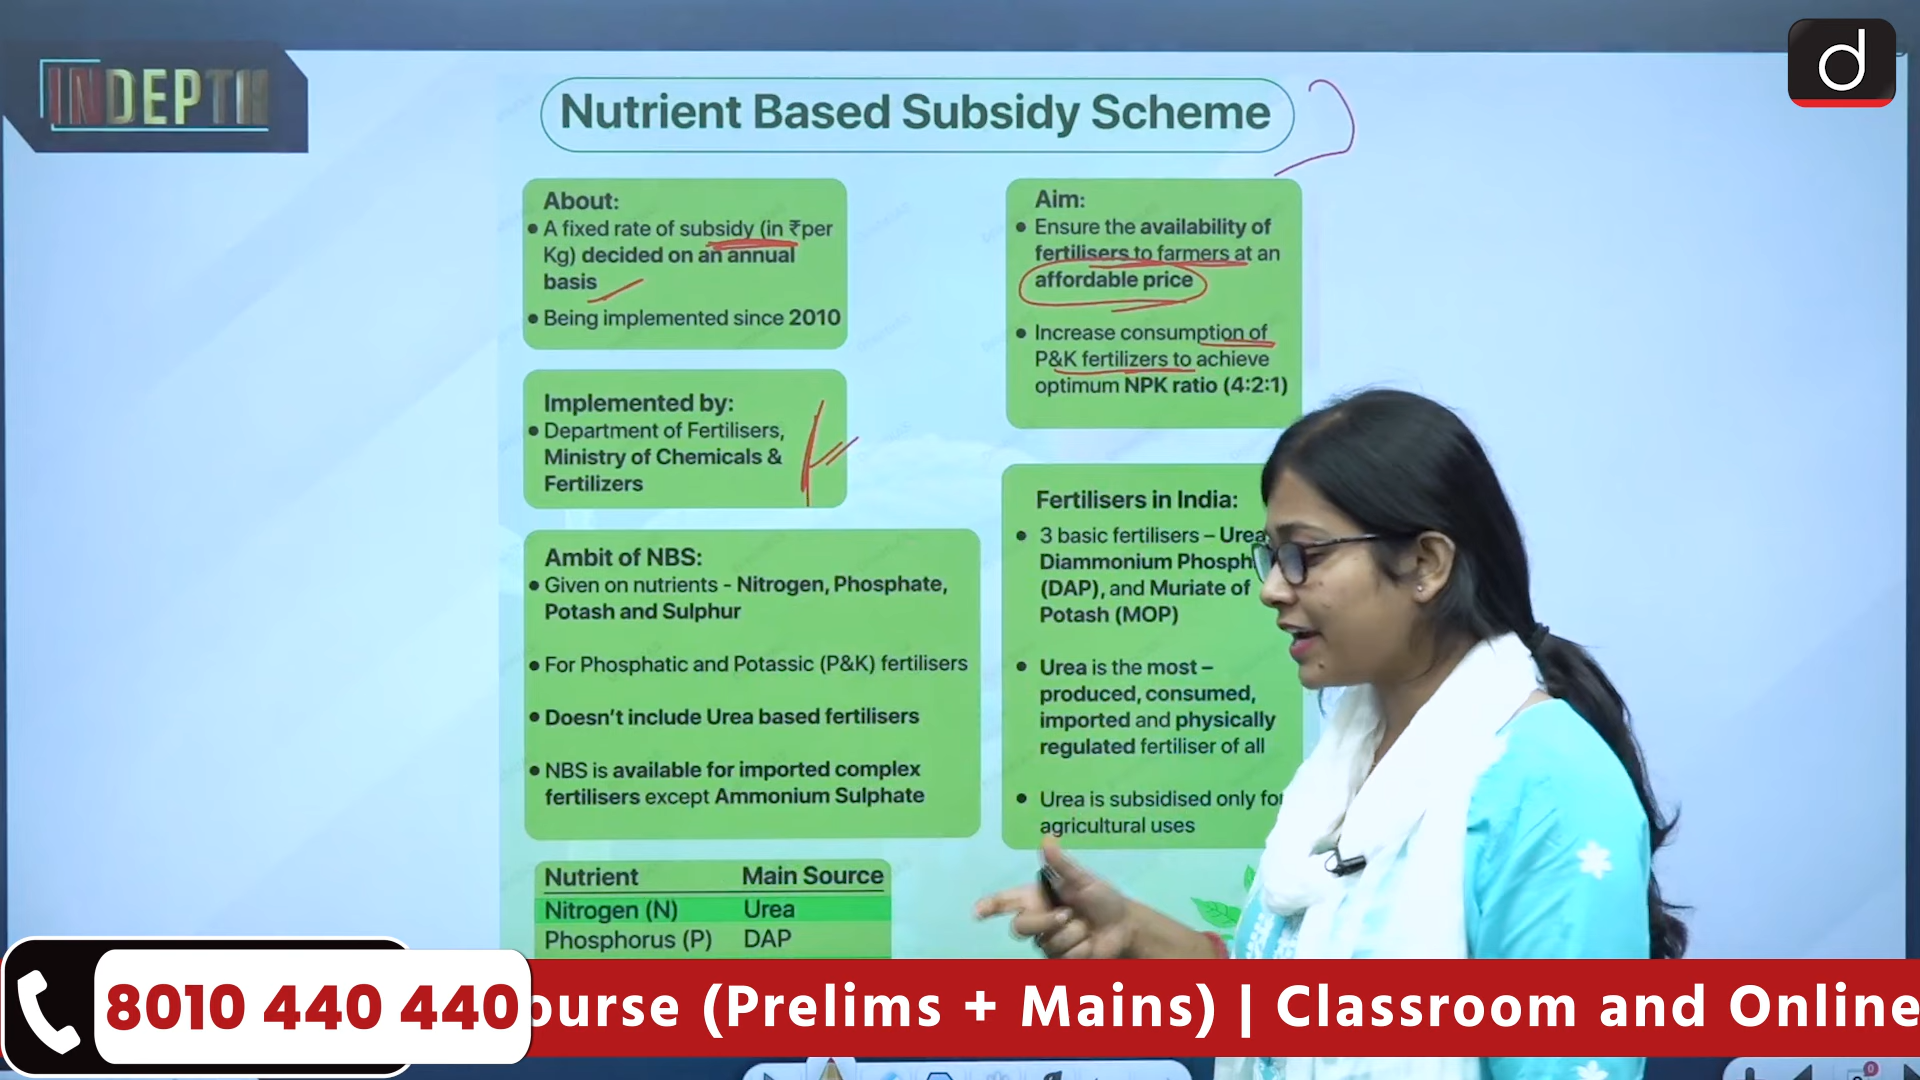 INDEPTH
d
Nutrient Based Subsidy Scheme
About:
• A fixed rate of subsidy (in ₹per
Kg) decided on an annual
basis
• Being implemented since 2010
Implemented by:
• Department of Fertilisers,
Ministry of Chemicals &
Fertilizers
Ambit of NBS:
• Given on nutrients - Nitrogen, Phosphate,
Potash and Sulphur
• For Phosphatic and Potassic (P&K) fertilisers
• Doesn't include Urea based fertilisers
• NBS is available for imported complex
fertilisers except Ammonium Sulphate
Nutrient Main Source
Nitrogen (N) Urea
Phosphorus (P) DAP
Aim:
• Ensure the availability of
fertilisers to farmers at an
affordable price
• Increase consumption of
P&K fertilizers to achieve
optimum NPK ratio (4:2:1)
Fertilisers in India:
• 3 basic fertilisers – Urea
Diammonium Phosph
(DAP), and Muriate of
Potash (MOP)
• Urea is the most –
produced, consumed,
imported and physically
regulated fertiliser of all
• Urea is subsidised only for
agricultural uses
8010 440 440
ourse (Prelims + Mains) | Classroom and Online